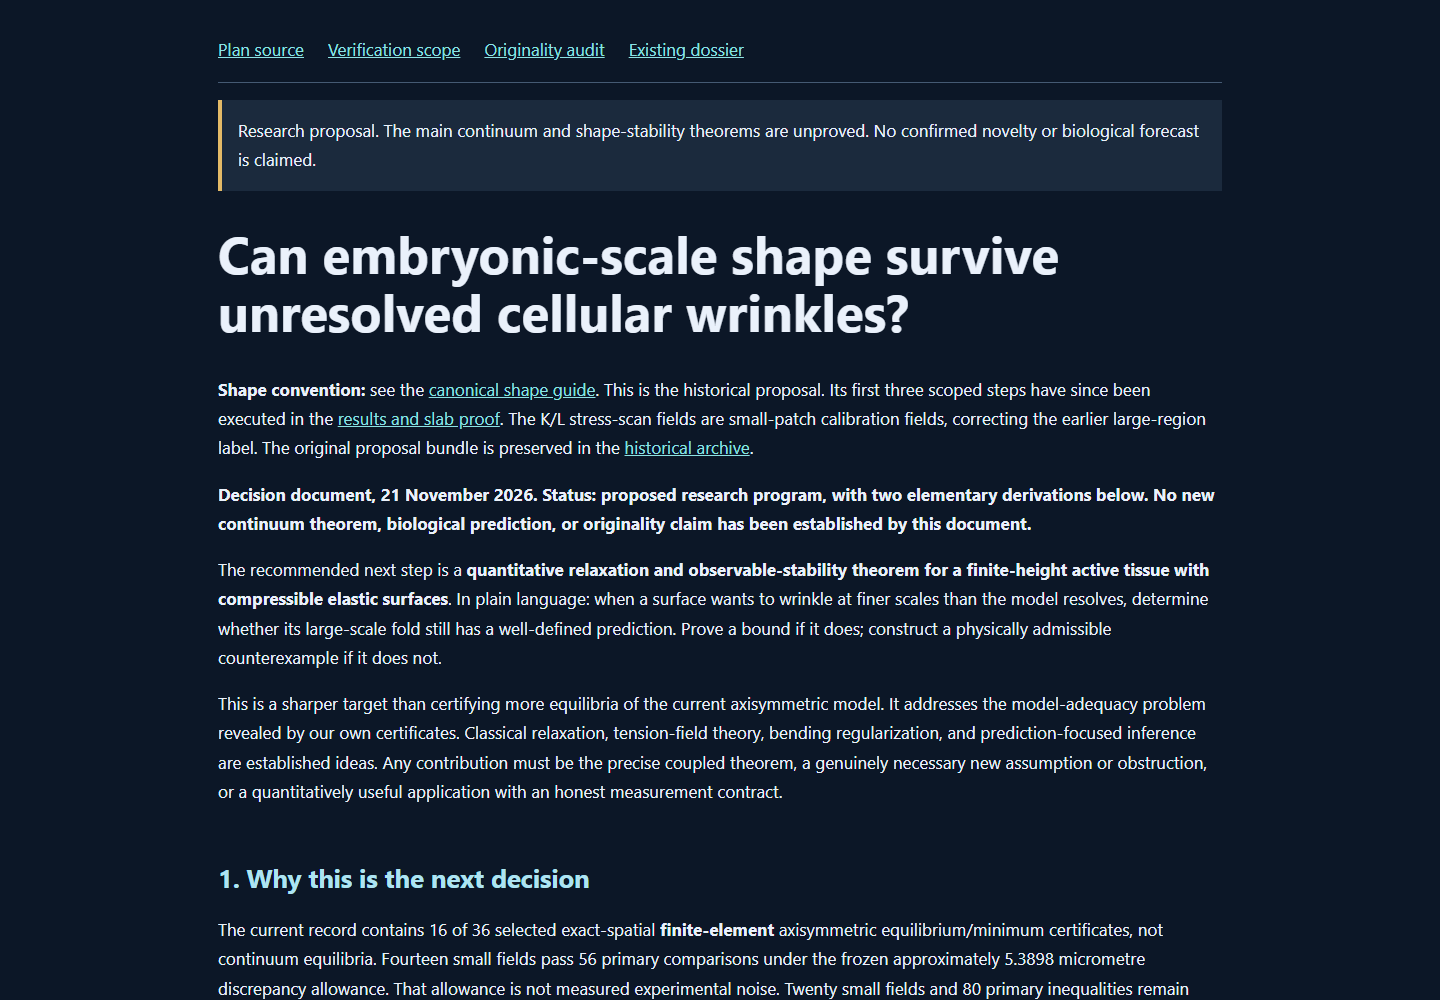 Plan source Verification scope Originality audit Existing dossier
Research proposal. The main continuum and shape-stability theorems are unproved. No confirmed novelty or biological forecast
is claimed.
Can embryonic-scale shape survive
unresolved cellular wrinkles?
Shape convention: see the canonical shape guide. This is the historical proposal. Its first three scoped steps have since been
executed in the results and slab proof. The K/L stress-scan fields are small-patch calibration fields, correcting the earlier large-region
label. The original proposal bundle is preserved in the historical archive.
Decision document, 21 November 2026. Status: proposed research program, with two elementary derivations below. No new
continuum theorem, biological prediction, or originality claim has been established by this document.
The recommended next step is a quantitative relaxation and observable-stability theorem for a finite-height active tissue with
compressible elastic surfaces. In plain language: when a surface wants to wrinkle at finer scales than the model resolves, determine
whether its large-scale fold still has a well-defined prediction. Prove a bound if it does; construct a physically admissible
counterexample if it does not.
This is a sharper target than certifying more equilibria of the current axisymmetric model. It addresses the model-adequacy problem
revealed by our own certificates. Classical relaxation, tension-field theory, bending regularization, and prediction-focused inference
are established ideas. Any contribution must be the precise coupled theorem, a genuinely necessary new assumption or obstruction,
or a quantitatively useful application with an honest measurement contract.
1. Why this is the next decision
The current record contains 16 of 36 selected exact-spatial finite-element axisymmetric equilibrium/minimum certificates, not
continuum equilibria. Fourteen small fields pass 56 primary comparisons under the frozen approximately 5.3898 micrometre
discrepancy allowance. That allowance is not measured experimental noise. Twenty small fields and 80 primary inequalities remain